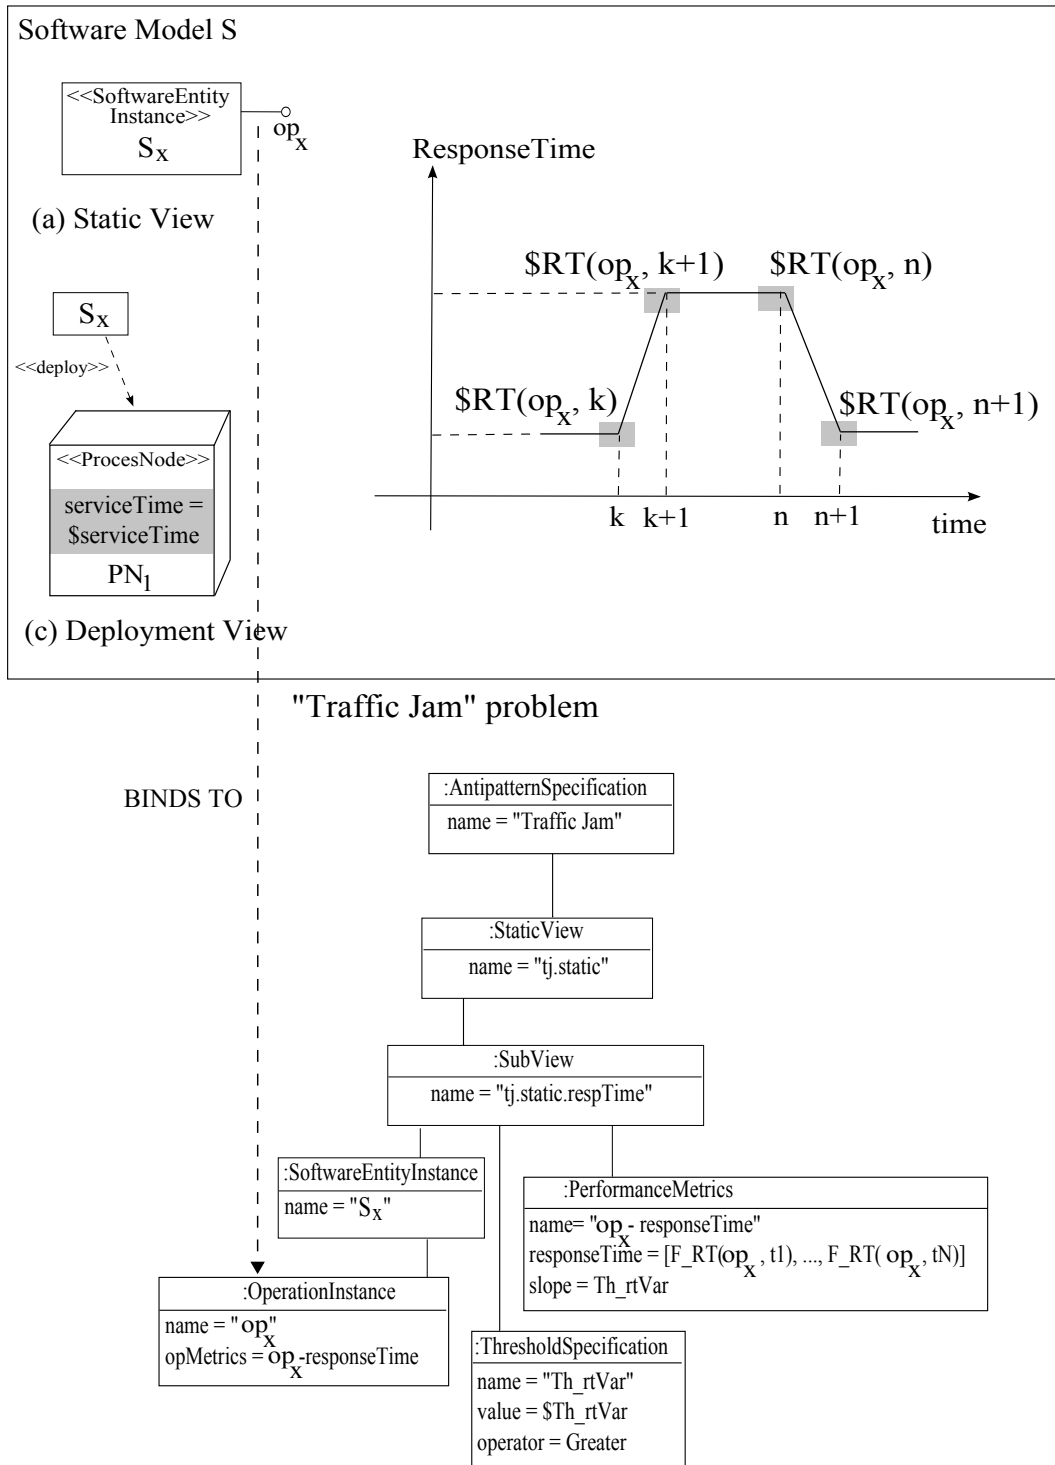 Software Model S
<<SoftwareEntity
Instance>>
Sx
opx
(a) Static View
Sx
<<deploy>>
<<ProcesNode>>
serviceTime =
$serviceTime
PN1
(c) Deployment View
ResponseTime
$RT(opx, k+1)
$RT(opx, n)
$RT(opx, k)
$RT(opx, n+1)
k
k+1
n
n+1
time
"Traffic Jam" problem
BINDS TO
:AntipatternSpecification
name = "Traffic Jam"
:StaticView
name = "tj.static"
:SubView
name = "tj.static.respTime"
:SoftwareEntityInstance
name = "Sx"
:PerformanceMetrics
name= "opx- responseTime"
responseTime = [F_RT(opx, t1), ..., F_RT( opx, tN)]
slope = Th_rtVar
:OperationInstance
name = "opx"
opMetrics = opx-responseTime
:ThresholdSpecification
name = "Th_rtVar"
value = $Th_rtVar
operator = Greater